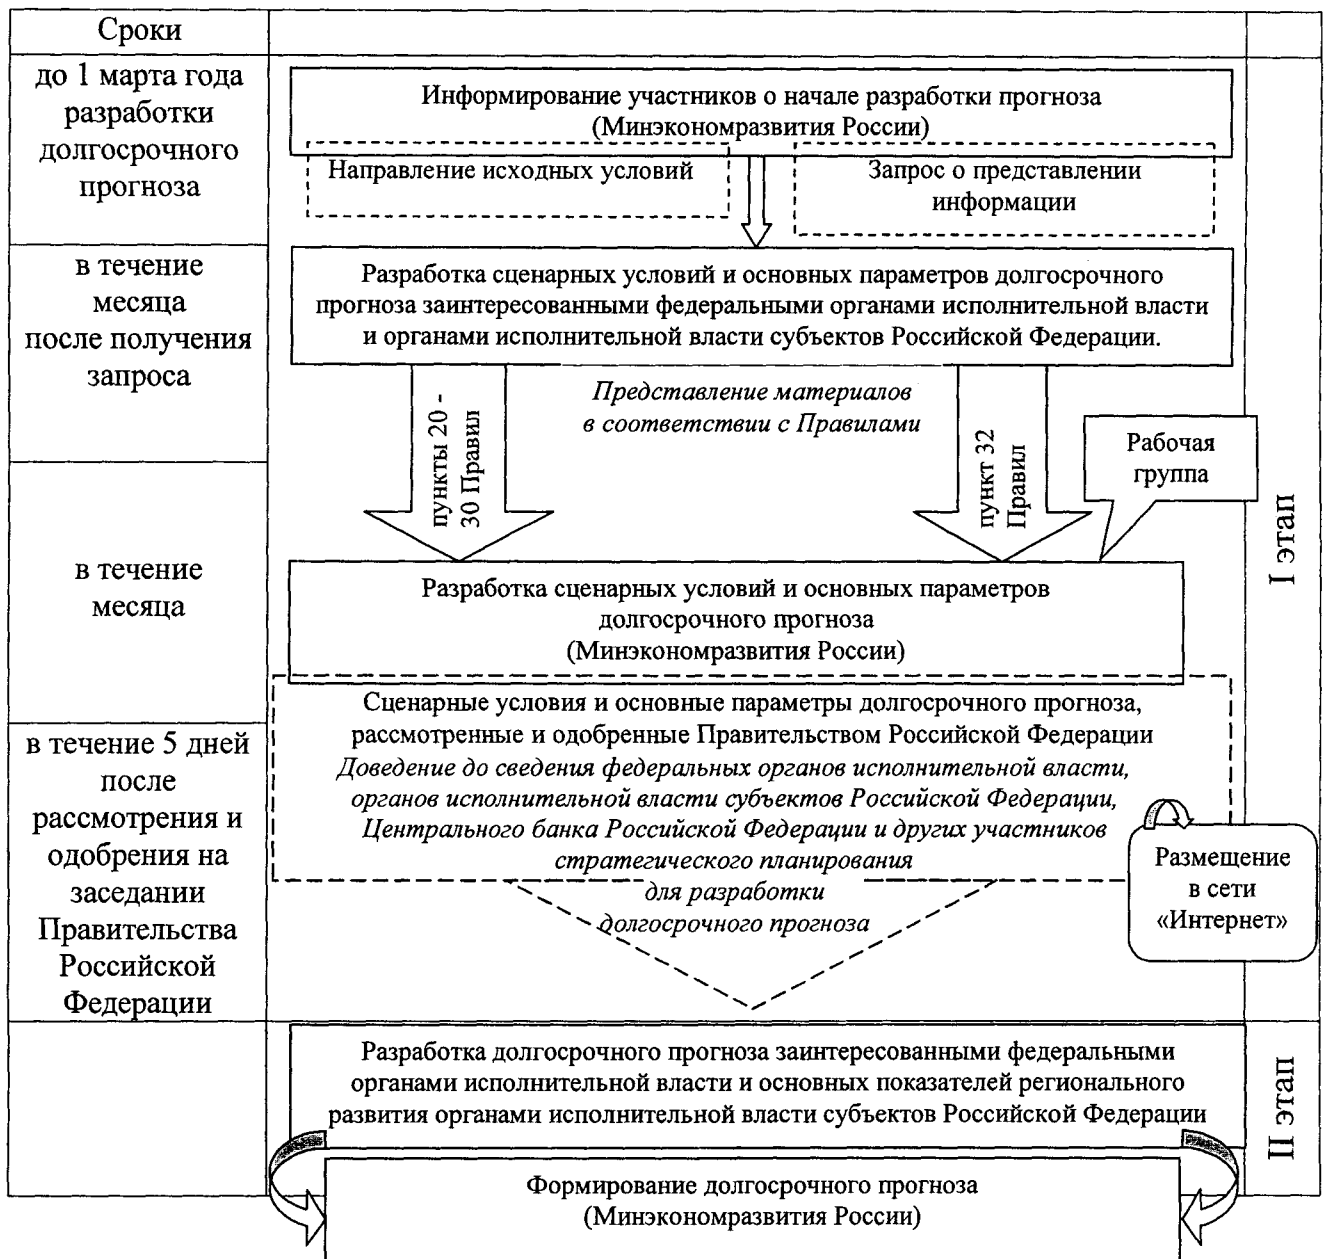 Сроки
до 1 марта года
разработки
долгосрочного
прогноза
Информирование участников о начале разработки прогноза
(Минэкономразвития России)
Направление исходных условий
Запрос о представлении
информации
в течение
месяца
после получения
запроса
Разработка сценарных условий и основных параметров долгосрочного
прогноза заинтересованными федеральными органами исполнительной власти
и органами исполнительной власти субъектов Российской Федерации.
Представление материалов
в соответствии с Правилами
пункты 20 -
30 Правил
пункт 32
Правил
Рабочая
группа
I этап
в течение
месяца
Разработка сценарных условий и основных параметров
долгосрочного прогноза
(Минэкономразвития России)
Сценарные условия и основные параметры долгосрочного прогноза,
рассмотренные и одобренные Правительством Российской Федерации
Доведение до сведения федеральных органов исполнительной власти,
органов исполнительной власти субъектов Российской Федерации,
Центрального банка Российской Федерации и других участников
стратегического планирования
для разработки
долгосрочного прогноза
в течение 5 дней
после
рассмотрения и
одобрения на
заседании
Правительства
Российской
Федерации
Размещение
в сети
«Интернет»
Разработка долгосрочного прогноза заинтересованными федеральными
органами исполнительной власти и основных показателей регионального
развития органами исполнительной власти субъектов Российской Федерации
II этап
Формирование долгосрочного прогноза
(Минэкономразвития России)